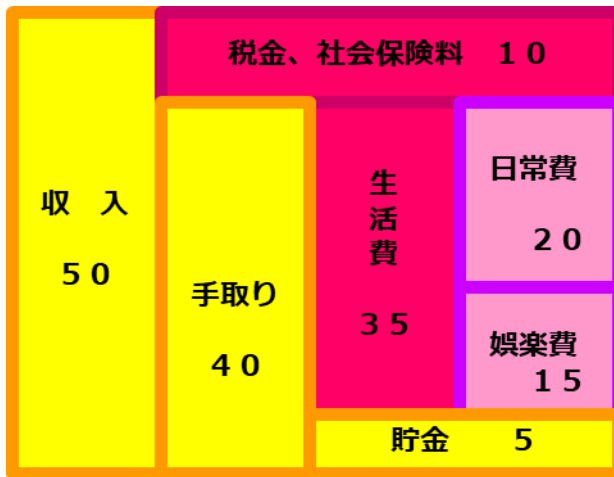 税金、社会保険料　１０
収　入
５０
手取り
４０
生
活
費
３５
日常費
２０
娯楽費
１５
貯金　　５